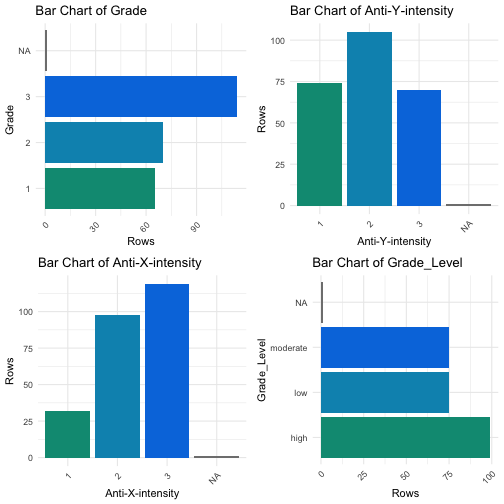 Bar Chart of Grade
NA
3
2
1
Grade
0
30
60
90
Rows
Bar Chart of Anti-Y-intensity
100
75
50
25
0
Rows
1
2
3
NA
Anti-Y-intensity
Bar Chart of Anti-X-intensity
100
75
50
25
0
Rows
1
2
3
NA
Anti-X-intensity
Bar Chart of Grade_Level
NA
moderate
low
high
Grade_Level
0
25
50
75
100
Rows